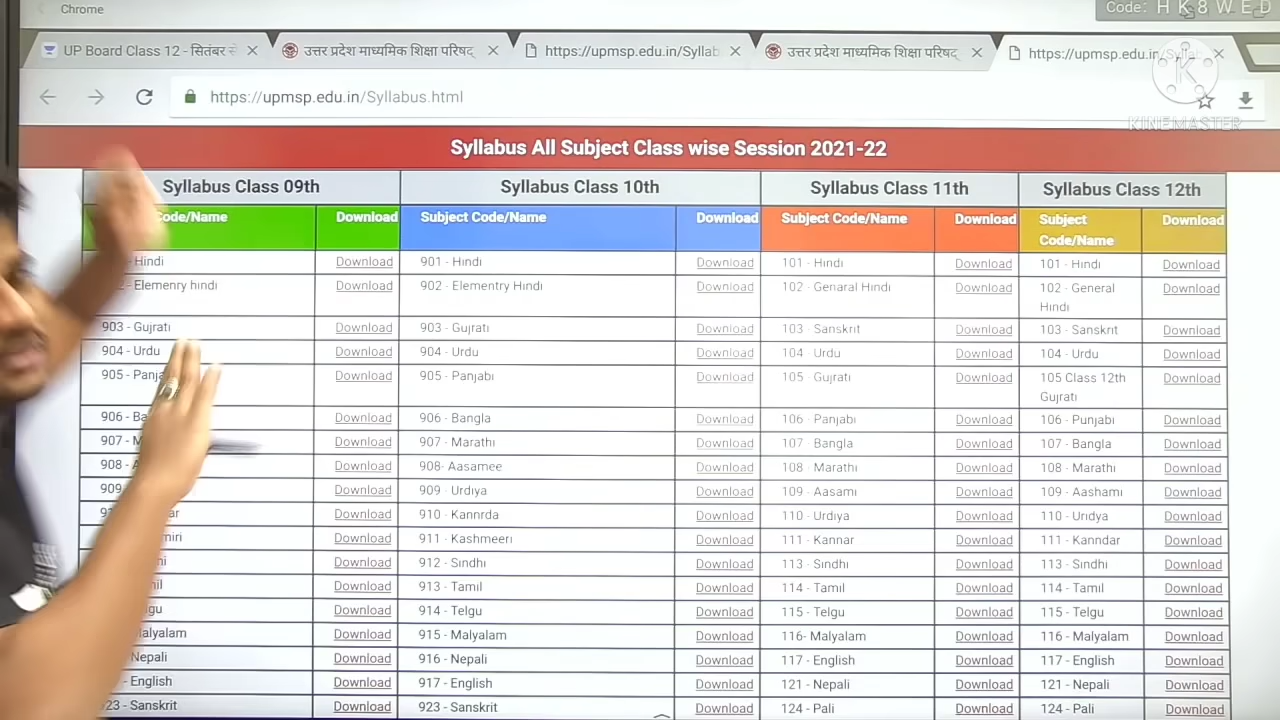 Chrome
Code: H K 8 W E D
UP Board Class 12 - सितंबर
उत्तर प्रदेश माध्यमिक शिक्षा परिषद्
https://upmsp.edu.in/Syllab
उत्तर प्रदेश माध्यमिक शिक्षा परिषद्
https://upmsp.edu.in/Syllab
https://upmsp.edu.in/Syllabus.html
K
KINEMASTER
Syllabus All Subject Class wise Session 2021-22
Syllabus Class 09th Syllabus Class 10th Syllabus Class 11th Syllabus Class 12th
Code/Name Download Subject Code/Name Download Subject Code/Name Download Subject Code/Name Download
Hindi Download 901 - Hindi Download 101 - Hindi Download 101 - Hindi Download
Elemenry hindi Download 902 - Elementry Hindi Download 102 - Genaral Hindi Download 102 - General Hindi Download
903 - Gujrati Download 903 - Gujrati Download 103 - Sanskrit Download 103 - Sanskrit Download
904 - Urdu Download 904 - Urdu Download 104 - Urdu Download 104 - Urdu Download
905 - Panja Download 905 - Panjabi Download 105 - Gujrati Download 105 Class 12th Gujrati Download
906 - Ba Download 906 - Bangla Download 106 - Panjabi Download 106 - Punjabi Download
907 - M Download 907 - Marathi Download 107 - Bangla Download 107 - Bangla Download
908 - A Download 908- Aasamee Download 108 - Marathi Download 108 - Marathi Download
909 Download 909 - Urdiya Download 109 - Aasami Download 109 - Aashami Download
Download 910 - Kannrda Download 110 - Urdiya Download 110 - Uridya Download
miri Download 911 - Kashmeeri Download 111 - Kannar Download 111 - Kanndar Download
Download 912 - Sindhi Download 113 - Sindhi Download 113 - Sindhi Download
Download 913 - Tamil Download 114 - Tamil Download 114 - Tamil Download
gu Download 914 - Telgu Download 115 - Telgu Download 115 - Telgu Download
alyalam Download 915 - Malyalam Download 116- Malyalam Download 116 - Malyalam Download
Nepali Download 916 - Nepali Download 117 - English Download 117 - English Download
- English Download 917 - English Download 121 - Nepali Download 121 - Nepali Download
23 - Sanskrit Download 923 - Sanskrit Download 124 - Pali Download 124 - Pali Download